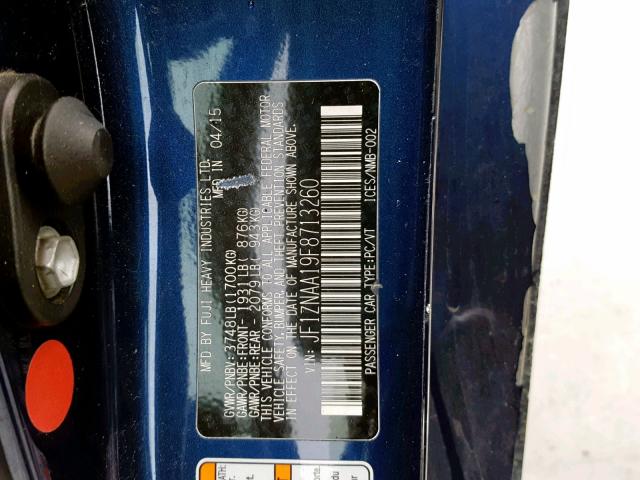 MFD BY FUJI HEAVY INDUSTRIES LTD.
MFD IN 04/15
GVWR/PNBV: 3748LB(1700KG)
GAWR/PNBE:FRONT- 1931LB( 876KG)
GAWR/PNBE:REAR - 2079LB( 943KG)
THIS VEHICLE CONFORMS TO ALL APPLICABLE FEDERAL MOTOR
VEHICLE SAFETY, BUMPER, AND THEFT PREVENTION STANDARDS
IN EFFECT ON THE DATE OF MANUFACTURE SHOWN ABOVE.
VIN: JF1ZNAA19F8713260
PASSENGER CAR TYPE:PC/VT ICES/NMB-002